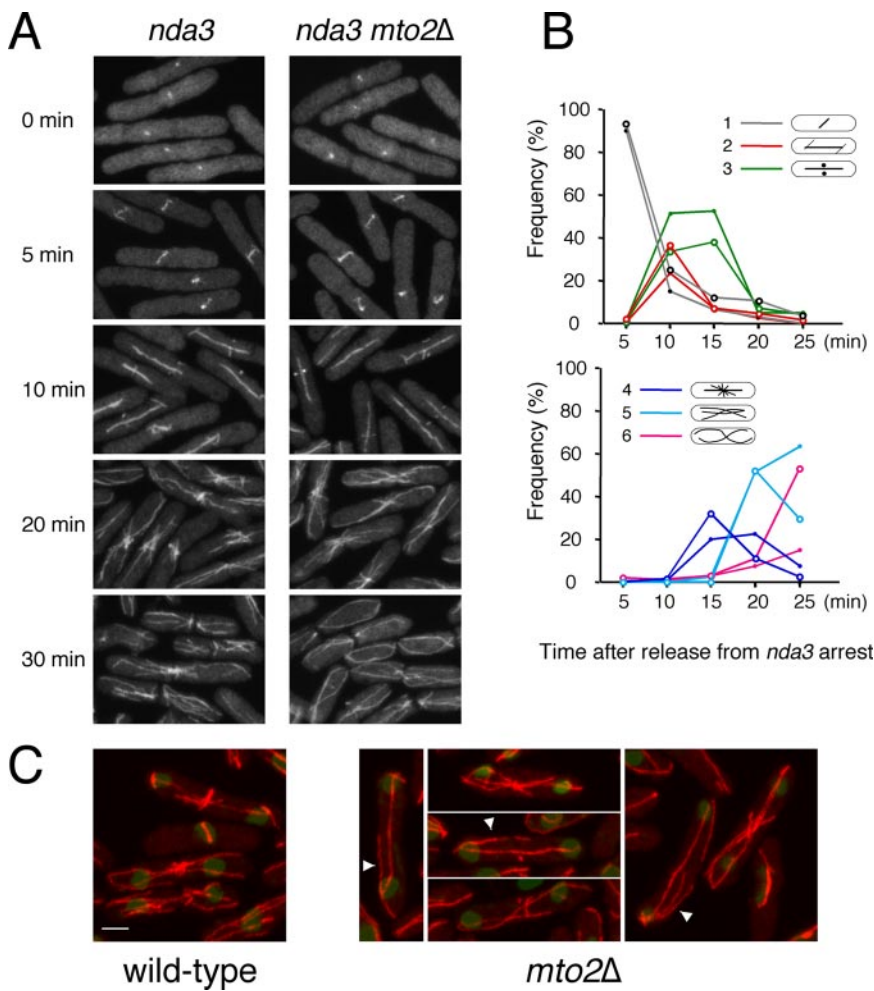 A
nda3
nda3 mto2Δ
0 min
5 min
10 min
20 min
30 min
B
Frequency (%)
100
80
60
40
20
0
1
2
3
5 10 15 20 25 (min)
Frequency (%)
100
80
60
40
20
0
4
5
6
5 10 15 20 25 (min)
Time after release from nda3 arrest
C
wild-type
mto2Δ